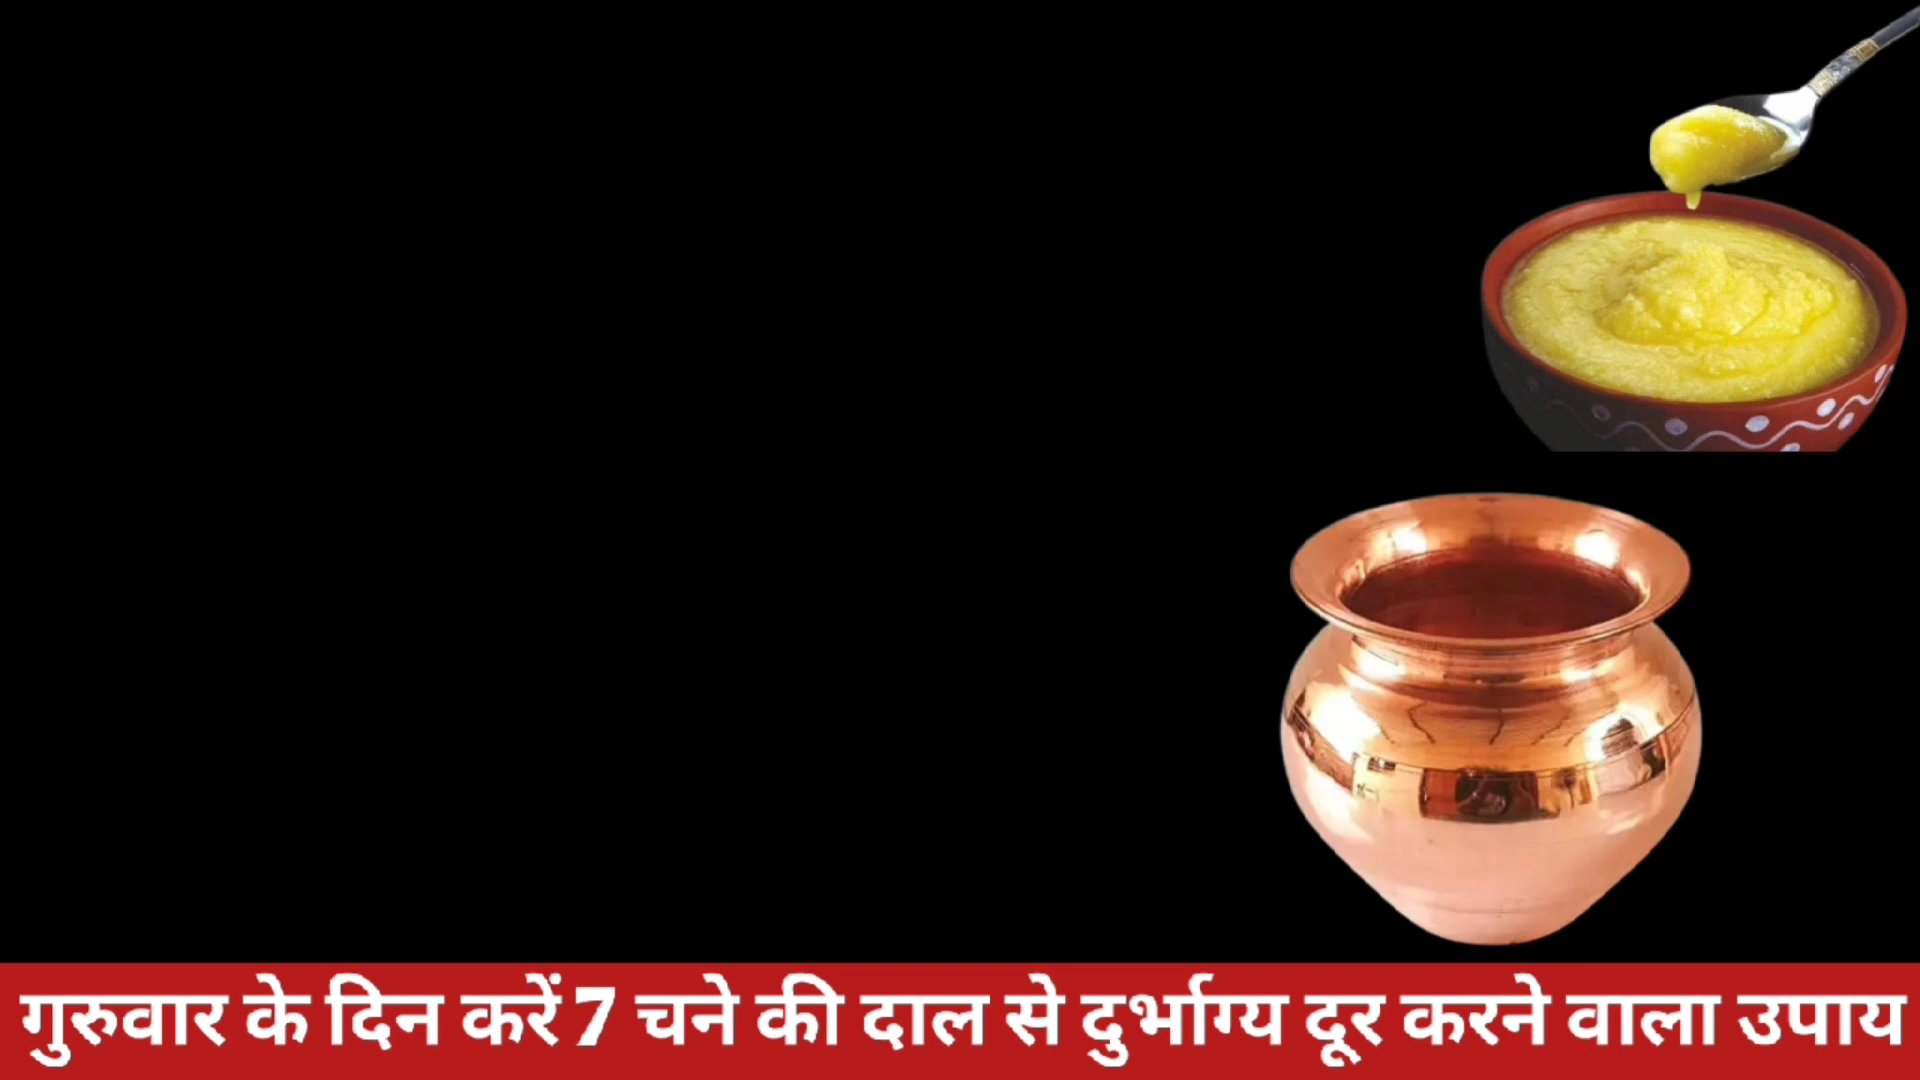 गुरुवार के दिन करें 7 चने की दाल से दुर्भाग्य दूर करने वाला उपाय